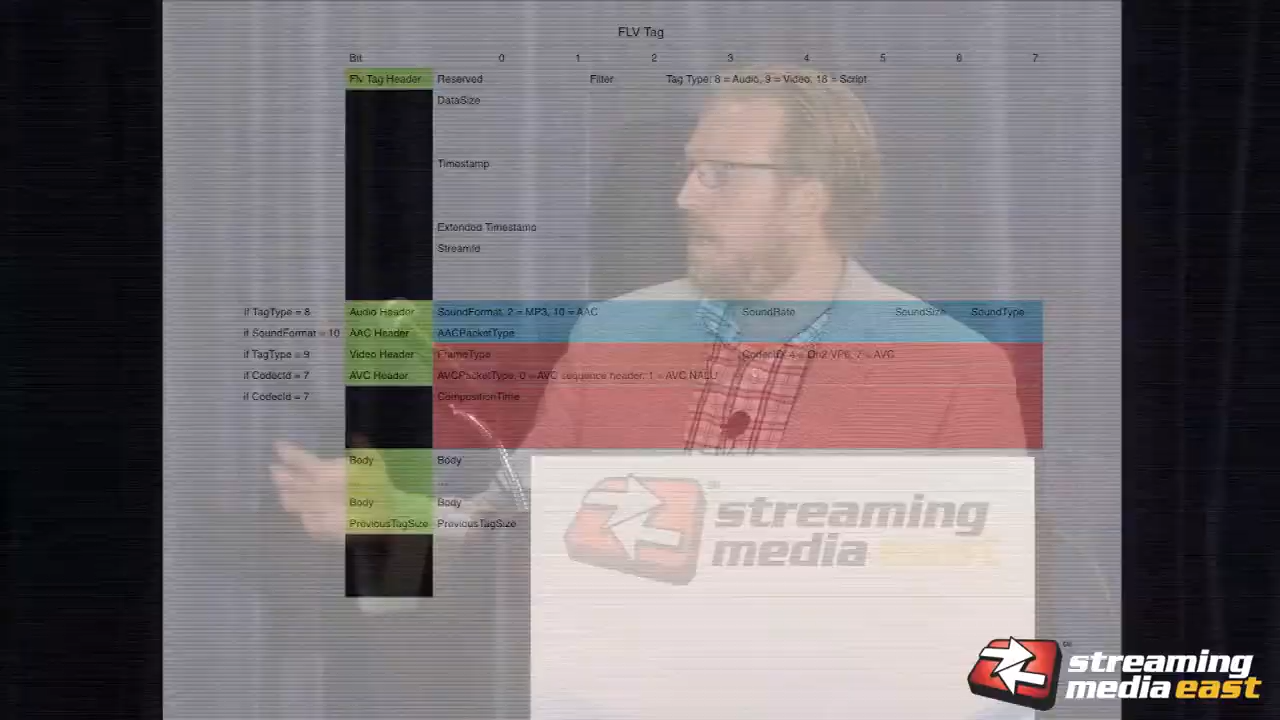 FLV Tag
Bit 0 1 2 3 4 5 6 7
Flv Tag Header Reserved Filter Tag Type: 8 = Audio, 9 = Video, 18 = Script
DataSize
Timestamp
Extended Timestamp
StreamId
if TagType = 8 Audio Header SoundFormat, 2 = MP3, 10 = AAC SoundRate SoundSize SoundType
if SoundFormat = 10 AAC Header AACPacketType
if TagType = 9 Video Header FrameType CodecID, 4 = On2 VP6, 7 = AVC
if CodecId = 7 AVC Header AVCPacketType, 0 = AVC sequence header, 1 = AVC NALU
if CodecId = 7 CompositionTime
Body Body
...
Body Body
PreviousTagSize PreviousTagSize
streaming
media east
streaming
media east